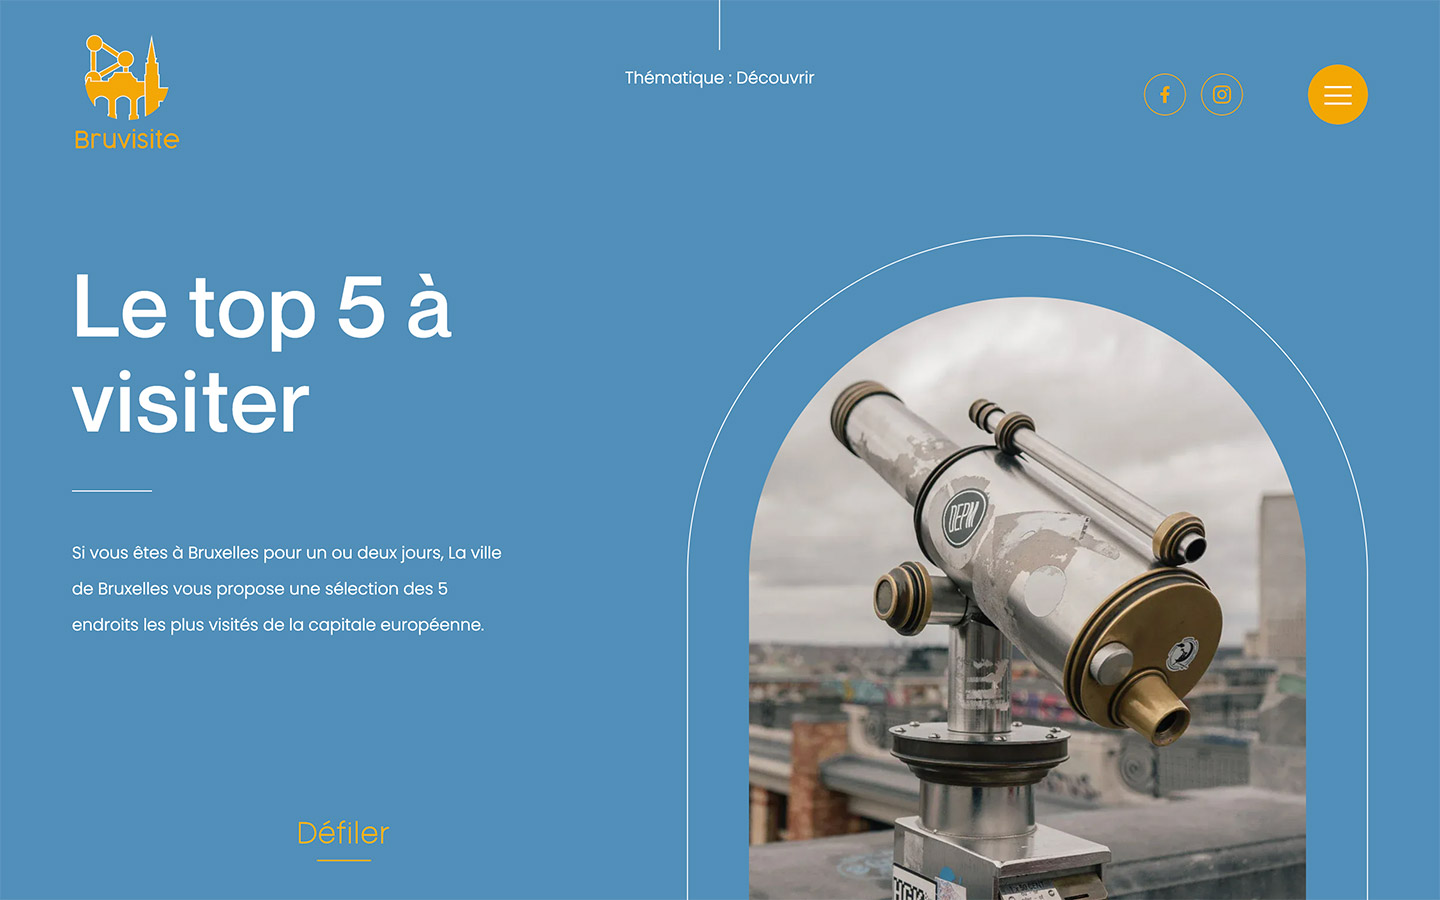 Bruvisite
Thématique : Découvrir
Le top 5 à
visiter
Si vous êtes à Bruxelles pour un ou deux jours, La ville
de Bruxelles vous propose une sélection des 5
endroits les plus visités de la capitale européenne.
Défiler
DEPM